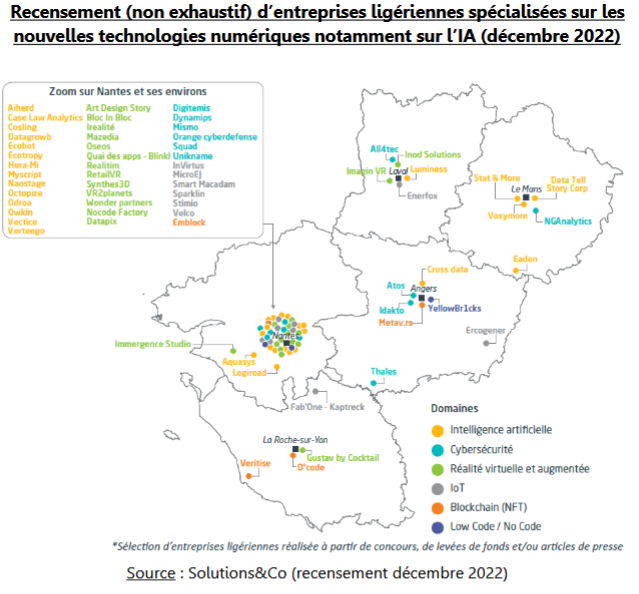 Recensement (non exhaustif) d’entreprises ligériennes spécialisées sur les
nouvelles technologies numériques notamment sur l’IA (décembre 2022)
Zoom sur Nantes et ses environs
Aiherd
Case Law Analytics
Cosling
Datagrowb
Ecobot
Ecotropy
Hera-Mi
Myscript
Naostage
Octopize
Odroa
Owkin
Vectice
Verteego
Art Design Story
Bloc In Bloc
Irealité
Mazedia
Oseos
Quai des apps - Blinkl
Realitim
RetailVR
Synthes3D
VR2planets
Wonder partners
Nocode Factory
Datapix
Digitemis
Dynamips
Mismo
Orange cyberdefense
Squad
Unikname
InVirtus
MicroEJ
Smart Macadam
Sparklin
Stimio
Velco
Emblock
All4tec
Inod Solutions
Imagin VR
Laval
Luminess
Enerfox
Stat & More
Data Tell
Story Corp
Le Mans
Voxymore
NGAnalytics
Eaden
Cross data
Atos
Angers
Idakto
YellowBr1cks
Metav.rs
Ercogener
Nantes
Immergence Studio
Aquasys
Logiroad
Thales
Fab'One - Kaptreck
La Roche-sur-Yon
Gustav by Cocktail
O°code
Veritise
Domaines
Intelligence artificielle
Cybersécurité
Réalité virtuelle et augmentée
IoT
Blockchain (NFT)
Low Code / No Code
*Sélection d'entreprises ligériennes réalisée à partir de concours, de levées de fonds et/ou articles de presse
Source : Solutions&Co (recensement décembre 2022)